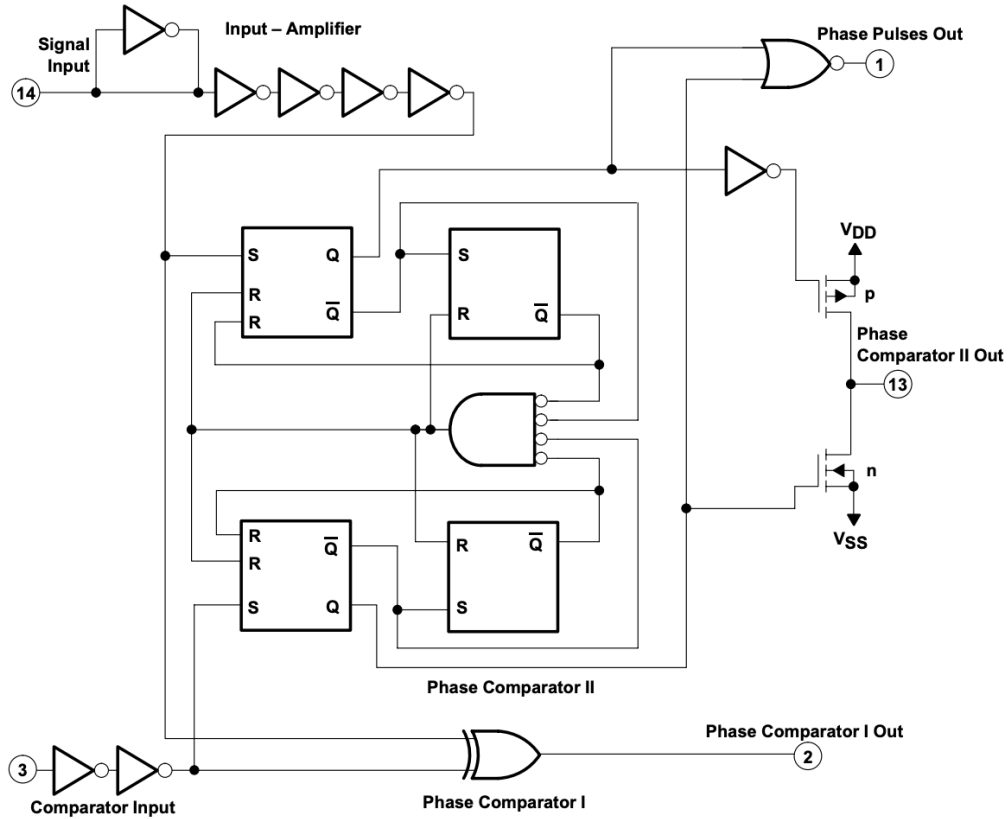 Signal
Input
14
Input – Amplifier
Phase Pulses Out
1
S
R
R
Q
Q̅
S
R
Q̅
VDD
p
Phase
Comparator II Out
13
n
VSS
R
R
S
Q̅
Q
R
S
Q̅
Phase Comparator II
3
Comparator Input
Phase Comparator I
Phase Comparator I Out
2